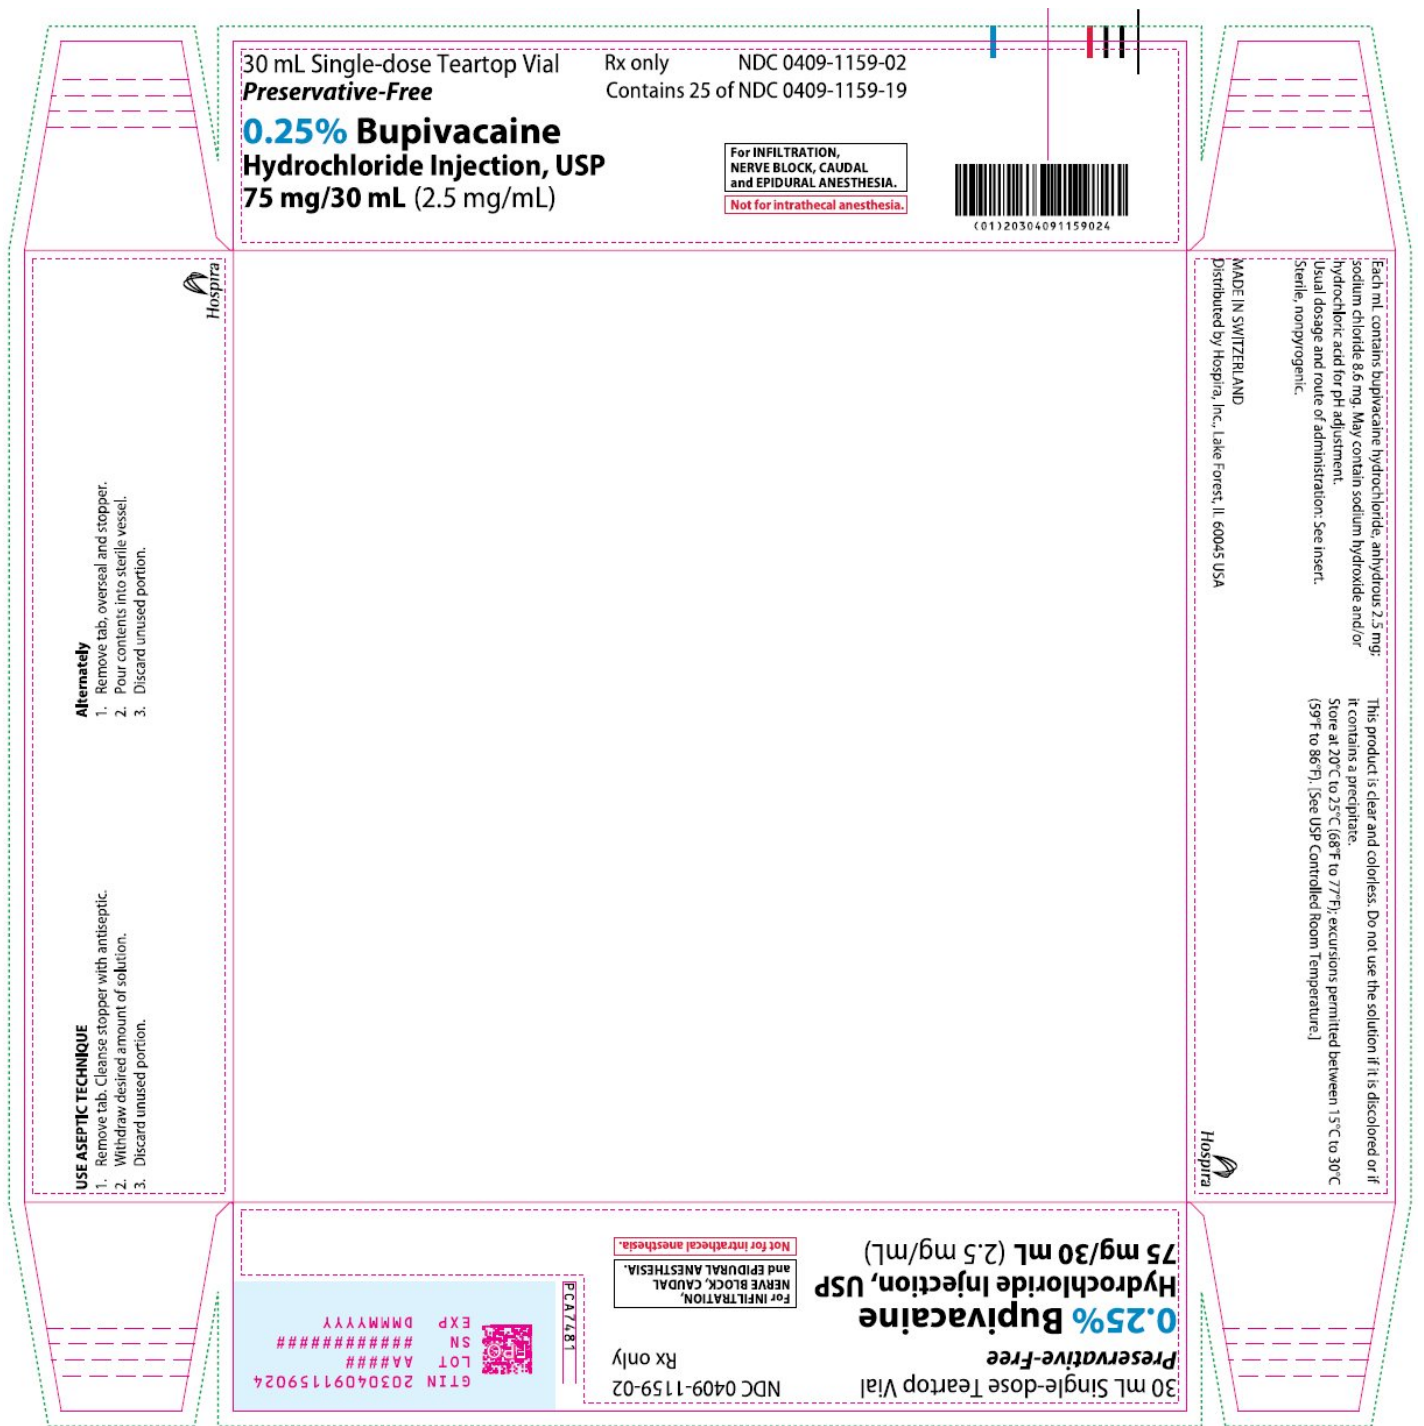 30 mL Single-dose Teartop Vial
Preservative-Free
0.25% Bupivacaine
Hydrochloride Injection, USP
75 mg/30 mL (2.5 mg/mL)
Rx only NDC 0409-1159-02
Contains 25 of NDC 0409-1159-19
For INFILTRATION,
NERVE BLOCK, CAUDAL
and EPIDURAL ANESTHESIA.
Not for intrathecal anesthesia.
(01)20304091159024
Hospira
USE ASEPTIC TECHNIQUE
1. Remove tab. Cleanse stopper with antiseptic.
2. Withdraw desired amount of solution.
3. Discard unused portion.
Alternately
1. Remove tab, overseal and stopper.
2. Pour contents into sterile vessel.
3. Discard unused portion.
Each mL contains bupivacaine hydrochloride, anhydrous 2.5 mg;
sodium chloride 8.6 mg. May contain sodium hydroxide and/or
hydrochloric acid for pH adjustment.
Usual dosage and route of administration: See insert.
Sterile, nonpyrogenic.
MADE IN SWITZERLAND
Distributed by Hospira, Inc., Lake Forest, IL 60045 USA
This product is clear and colorless. Do not use the solution if it is discolored or if
it contains a precipitate.
Store at 20°C to 25°C (68°F to 77°F); excursions permitted between 15°C to 30°C
(59°F to 86°F). [See USP Controlled Room Temperature.]
Hospira
30 mL Single-dose Teartop Vial
Preservative-Free
0.25% Bupivacaine
Hydrochloride Injection, USP
75 mg/30 mL (2.5 mg/mL)
NDC 0409-1159-02
Rx only
For INFILTRATION,
NERVE BLOCK, CAUDAL
and EPIDURAL ANESTHESIA.
Not for intrathecal anesthesia.
PCA7481
FPO
GTIN 20304091159024
LOT AA#####
SN ############
EXP DMMMYYYY